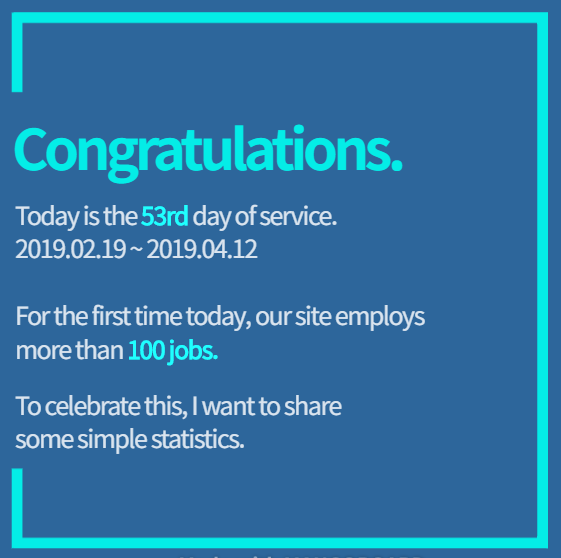 Congratulations.
Today is the 53rd day of service.
2019.02.19 ~ 2019.04.12
For the first time today, our site employs
more than 100 jobs.
To celebrate this, I want to share
some simple statistics.